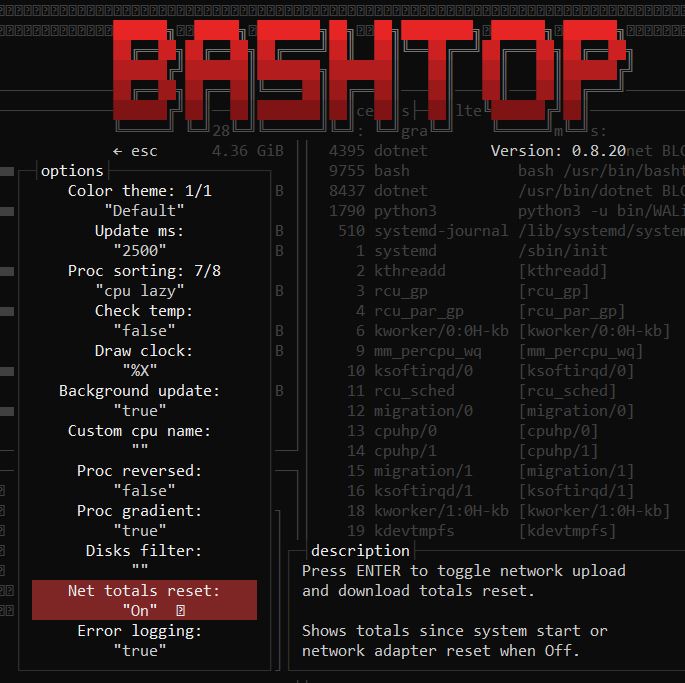 BASHTOP
← esc 4.36 GiB 4395 dotnet Version: 0.8.20
9755 bash bash /usr/bin/basht
options
Color theme: 1/1
"Default"
8437 dotnet /usr/bin/dotnet BLO
1790 python3 python3 -u bin/WALi
Update ms:
"2500"
510 systemd-journal /lib/systemd/system
1 systemd /sbin/init
Proc sorting: 7/8
"cpu lazy"
2 kthreadd [kthreadd]
3 rcu_gp [rcu_gp]
Check temp:
"false"
4 rcu_par_gp [rcu_par_gp]
6 kworker/0:0H-kb [kworker/0:0H-kb]
Draw clock:
"%X"
9 mm_percpu_wq [mm_percpu_wq]
10 ksoftirqd/0 [ksoftirqd/0]
Background update:
"true"
11 rcu_sched [rcu_sched]
12 migration/0 [migration/0]
Custom cpu name:
""
13 cpuhp/0 [cpuhp/0]
14 cpuhp/1 [cpuhp/1]
Proc reversed:
"false"
15 migration/1 [migration/1]
16 ksoftirqd/1 [ksoftirqd/1]
Proc gradient:
"true"
18 kworker/1:0H-kb [kworker/1:0H-kb]
19 kdevtmpfs [kdevtmpfs]
Disks filter:
""
Net totals reset:
"On"
Error logging:
"true"
description
Press ENTER to toggle network upload
and download totals reset.
Shows totals since system start or
network adapter reset when Off.